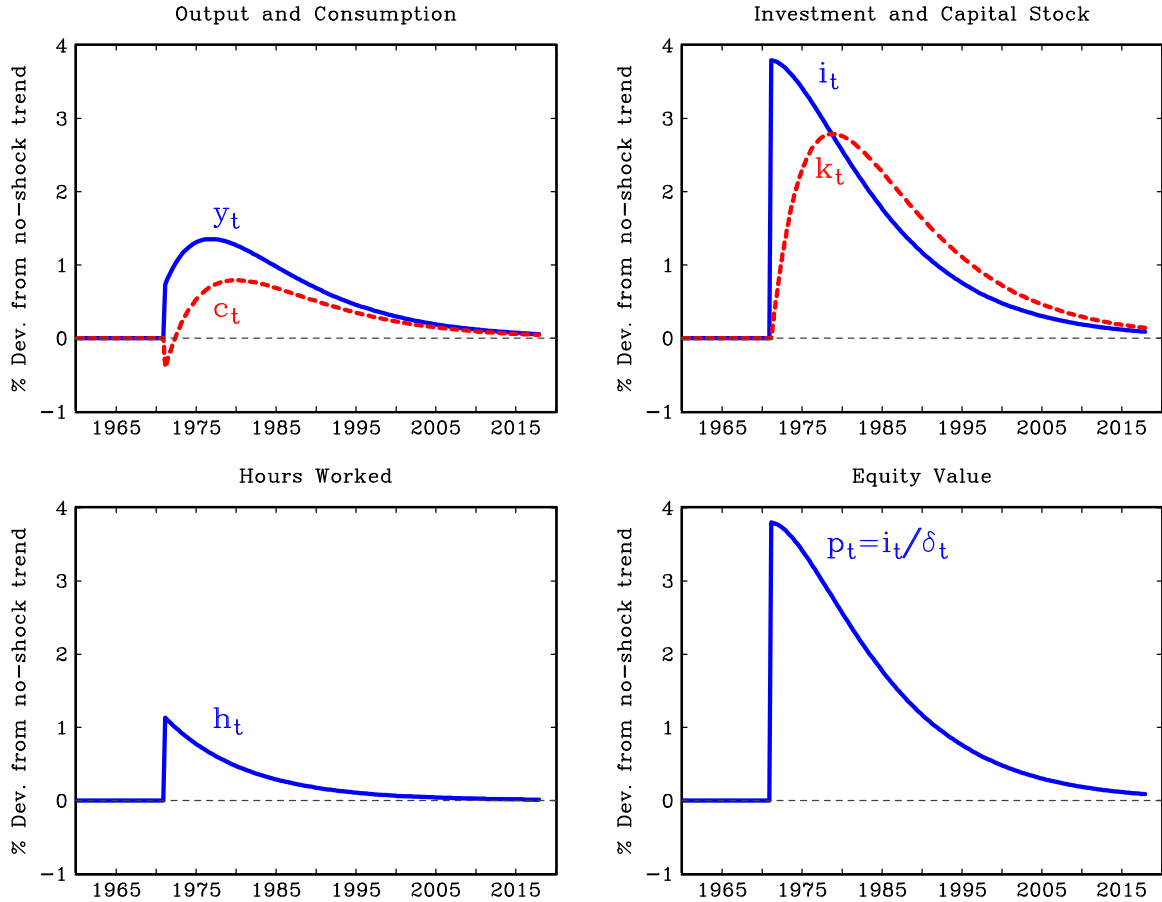 Output and Consumption
% Dev. from no-shock trend
4
3
2
1
0
−1
y_t
c_t
1965 1975 1985 1995 2005 2015
Investment and Capital Stock
% Dev. from no-shock trend
4
3
2
1
0
−1
i_t
k_t
1965 1975 1985 1995 2005 2015
Hours Worked
% Dev. from no-shock trend
4
3
2
1
0
−1
h_t
1965 1975 1985 1995 2005 2015
Equity Value
% Dev. from no-shock trend
4
3
2
1
0
−1
p_t=i_t/δ_t
1965 1975 1985 1995 2005 2015